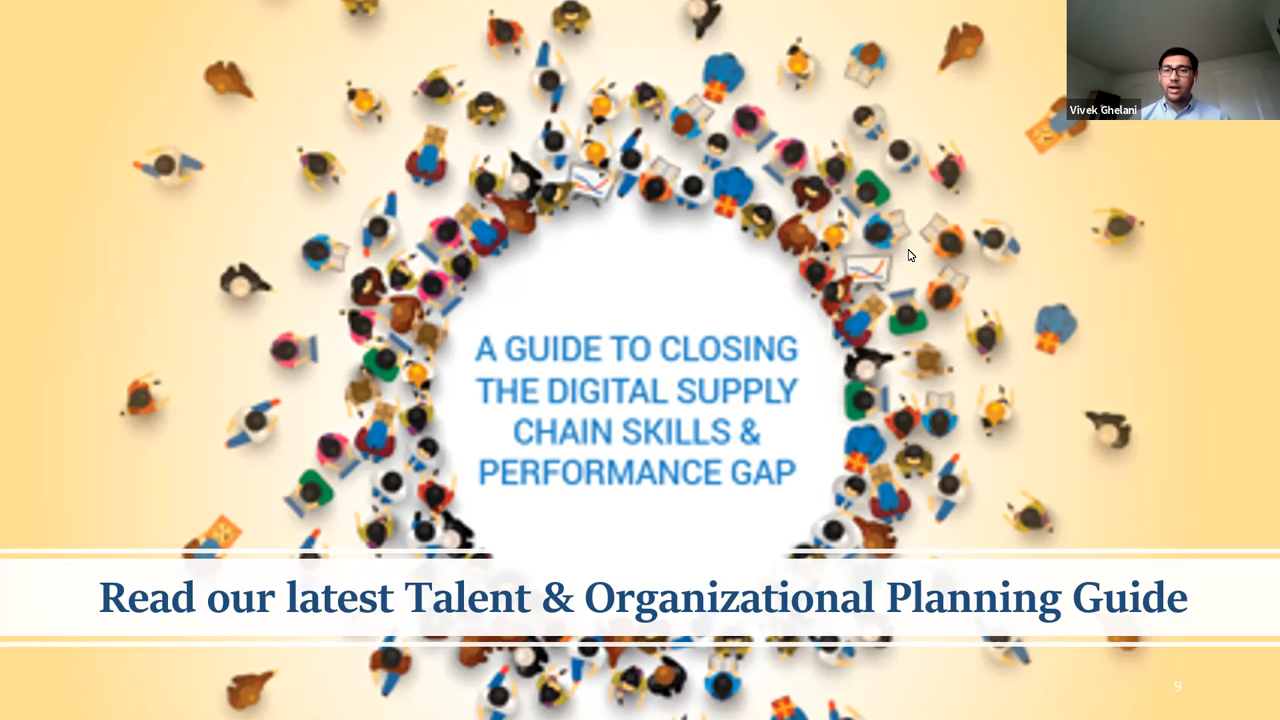 Vivek Ghelani
A GUIDE TO CLOSING
THE DIGITAL SUPPLY
CHAIN SKILLS &
PERFORMANCE GAP
Read our latest Talent & Organizational Planning Guide
9